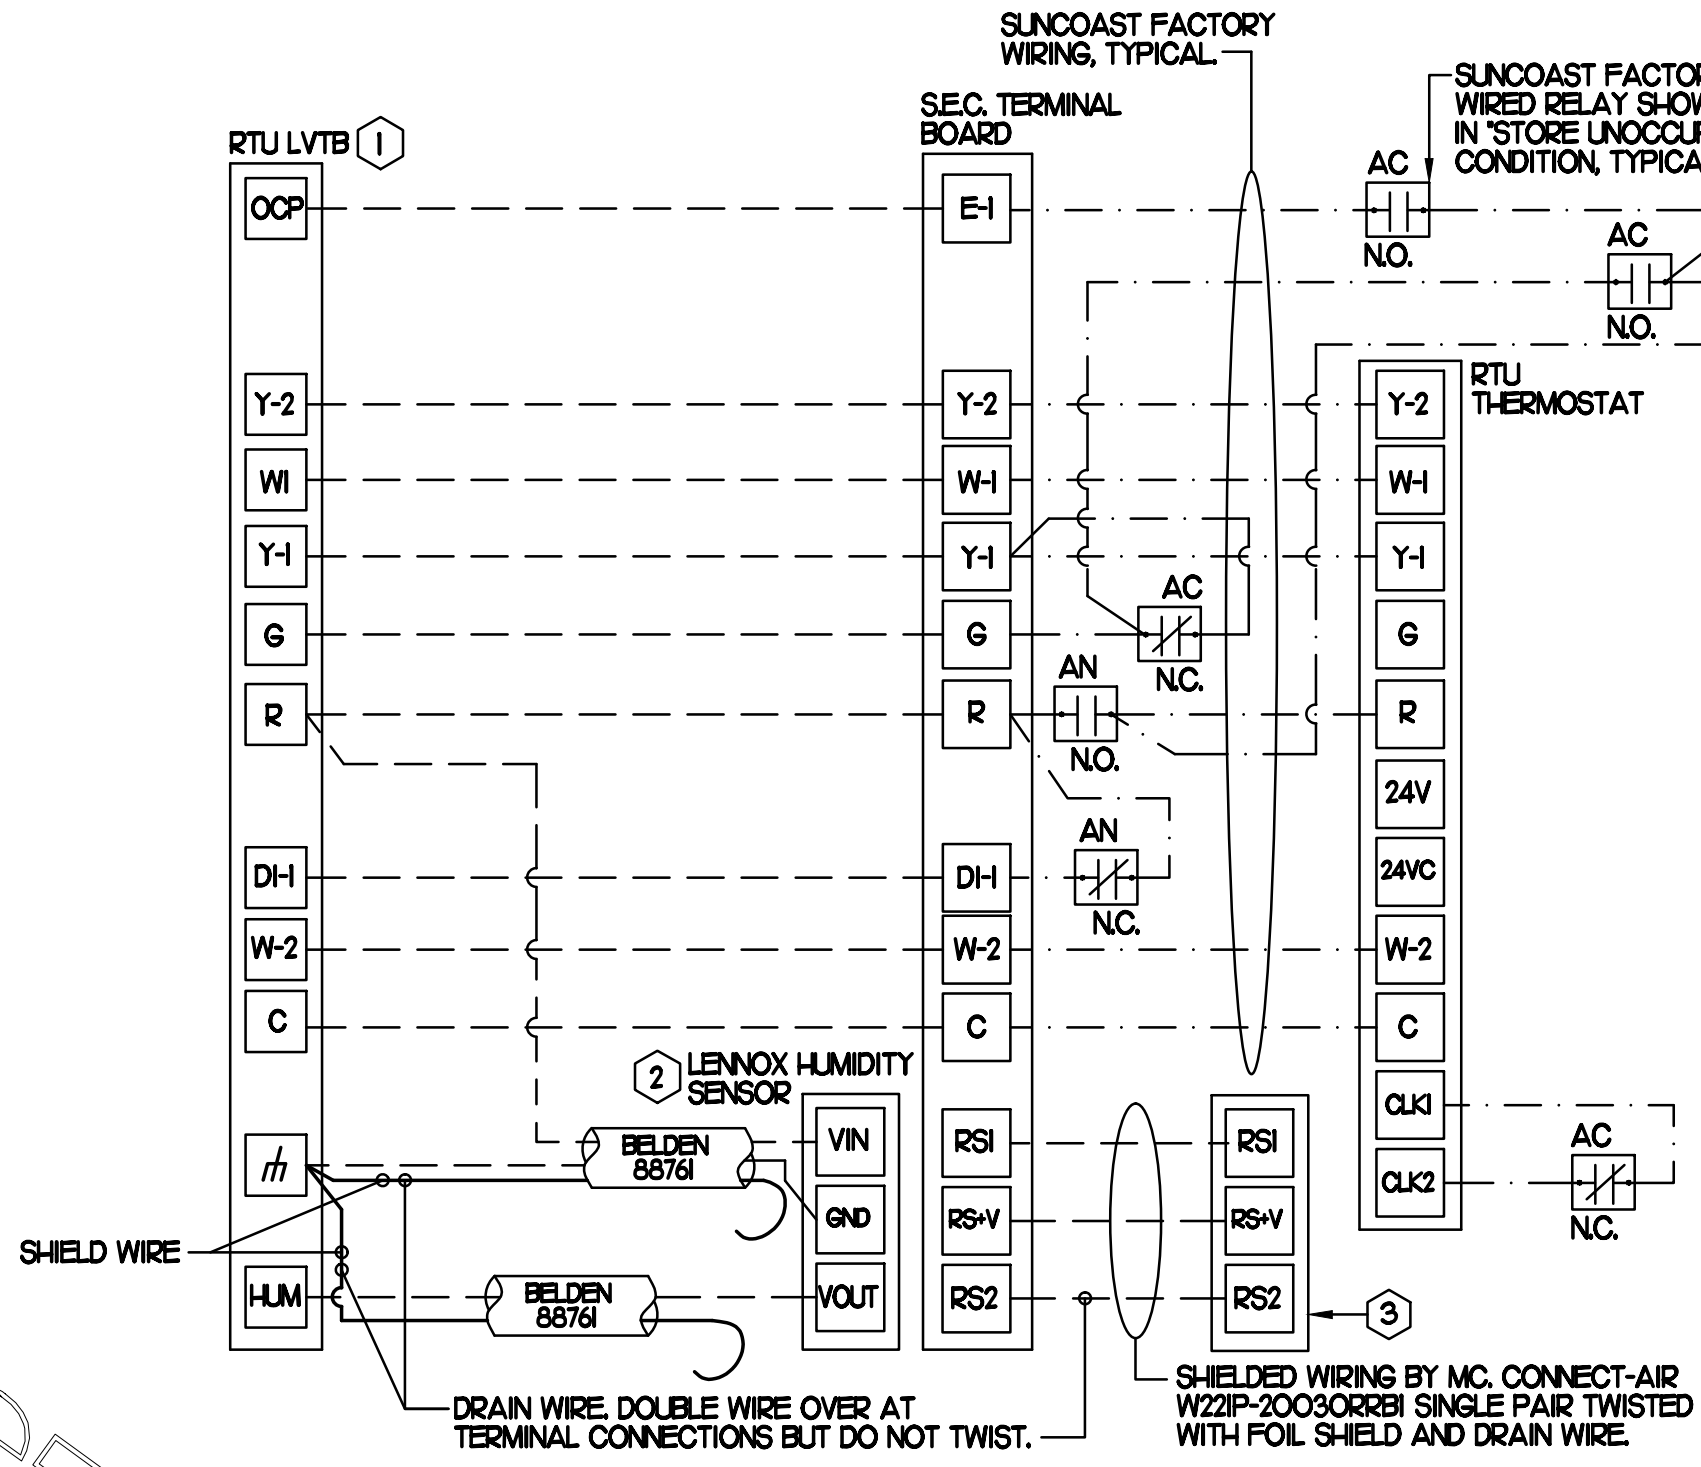 SUNCOAST FACTORY
WIRING, TYPICAL.
SUNCOAST FACTOR
WIRED RELAY SHOW
IN "STORE UNOCCUP
CONDITION, TYPICA
S.E.C. TERMINAL
BOARD
RTU LVTB
1
AC
OCP
E-1
N.O.
AC
N.O.
RTU
THERMOSTAT
Y-2
Y-2
Y-2
W1
W-1
W-1
Y-1
Y-1
Y-1
AC
G
G
G
N.C.
AN
R
R
R
N.O.
24V
AN
24VC
DI-1
DI-1
N.C.
W-2
W-2
W-2
C
C
C
2
LENNOX HUMIDITY
SENSOR
CLK1
AC
BELDEN
88761
VIN
RS1
RS1
CLK2
N.C.
GND
RS+V
RS+V
SHIELD WIRE
HUM
BELDEN
88761
VOUT
RS2
RS2
3
SHIELDED WIRING BY MC. CONNECT-AIR
W221P-20030RRB1 SINGLE PAIR TWISTED
WITH FOIL SHIELD AND DRAIN WIRE.
DRAIN WIRE. DOUBLE WIRE OVER AT
TERMINAL CONNECTIONS BUT DO NOT TWIST.